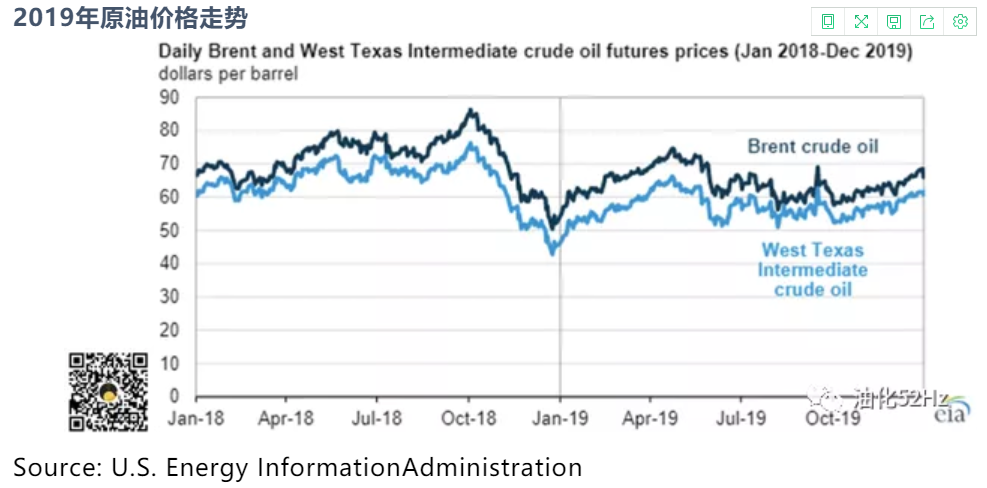 2019年原油价格走势
Daily Brent and West Texas Intermediate crude oil futures prices (Jan 2018-Dec 2019)
dollars per barrel
90
80
70
60
50
40
30
20
10
0
Brent crude oil
West Texas
Intermediate
crude oil
Jan-18
Apr-18
Jul-18
Oct-18
Jan-19
Apr-19
Jul-19
Oct-19
油化52Hz
eia
Source: U.S. Energy InformationAdministration